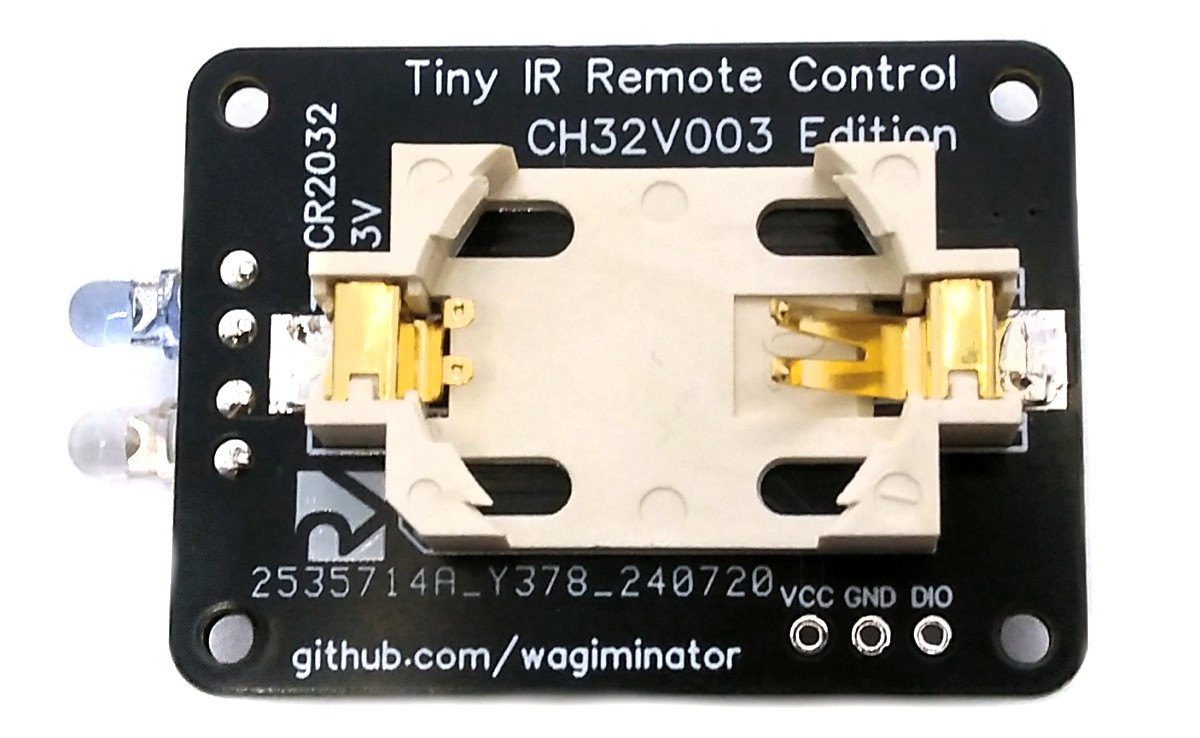 Tiny IR Remote Control
CH32V003 Edition
CR2032
3V
2535714A_Y378_240720
VCC GND DIO
github.com/wagiminator